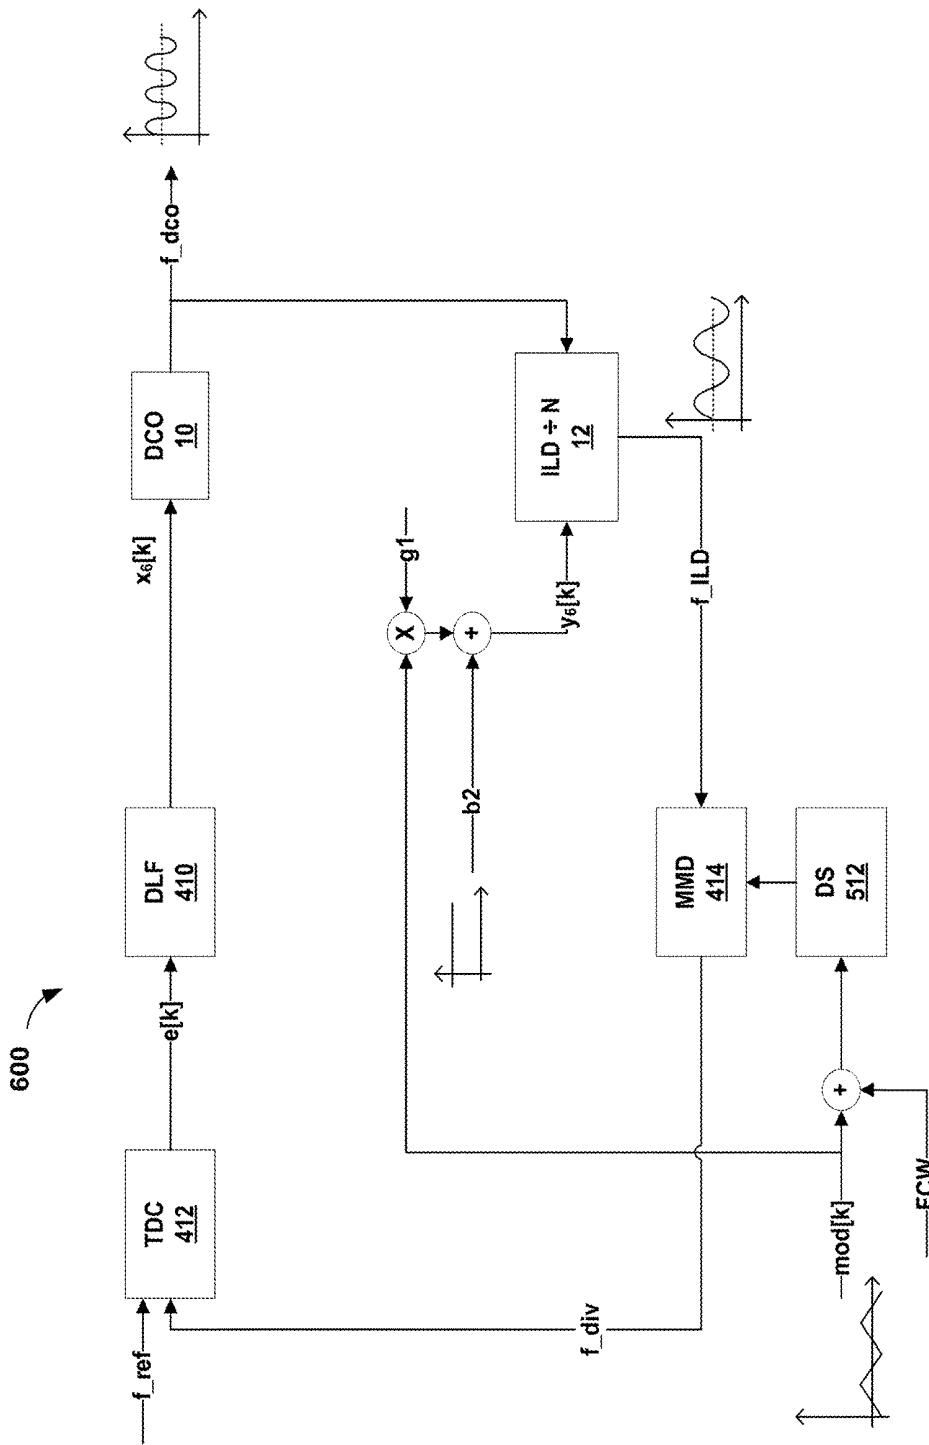 600
f_ref
TDC
412
e[k]
DLF
410
x₆[k]
DCO
10
f_dco
g1
X
+
b2
y₆[k]
ILD ÷ N
12
f_ILD
MMD
414
DS
512
f_div
mod[k]
+
FCW